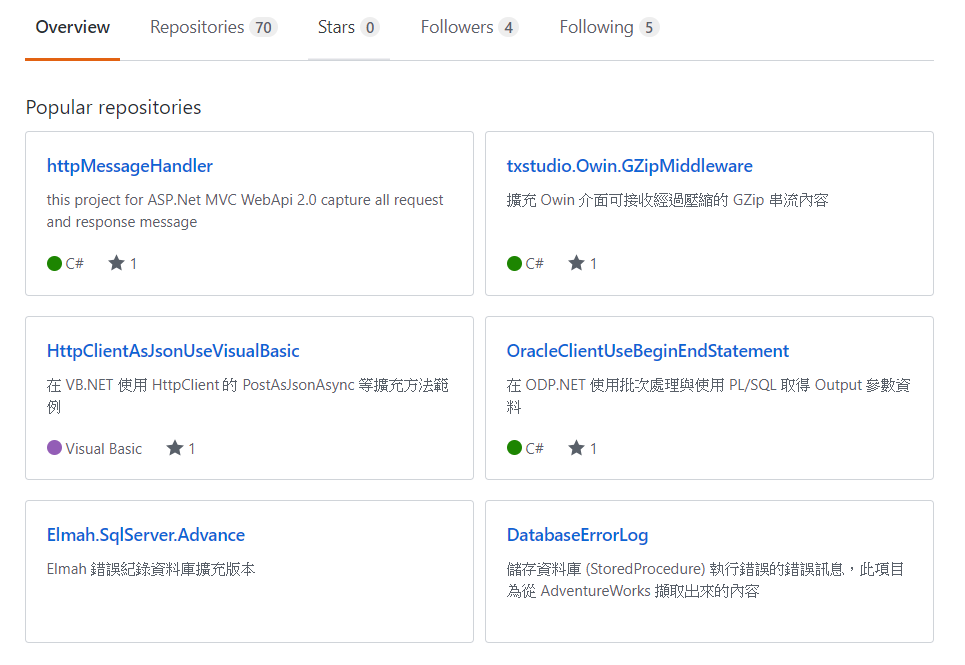 Overview Repositories 70 Stars 0 Followers 4 Following 5
Popular repositories
httpMessageHandler
this project for ASP.Net MVC WebApi 2.0 capture all request
and response message
C# 1
txstudio.Owin.GZipMiddleware
擴充 Owin 介面可接收經過壓縮的 GZip 串流內容
C# 1
HttpClientAsJsonUseVisualBasic
在 VB.NET 使用 HttpClient 的 PostAsJsonAsync 等擴充方法範
例
Visual Basic 1
OracleClientUseBeginEndStatement
在 ODP.NET 使用批次處理與使用 PL/SQL 取得 Output 參數資
料
C# 1
Elmah.SqlServer.Advance
Elmah 錯誤紀錄資料庫擴充版本
DatabaseErrorLog
儲存資料庫 (StoredProcedure) 執行錯誤的錯誤訊息，此項目
為從 AdventureWorks 擷取出來的內容